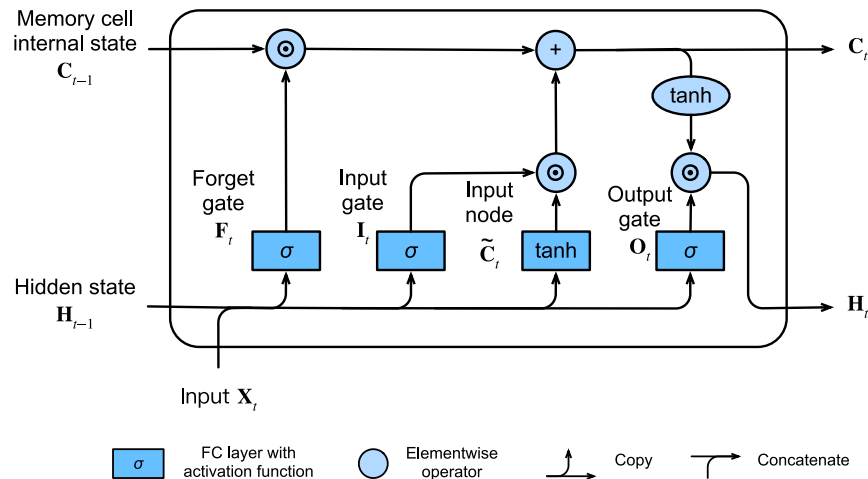 Memory cell
internal state
C_{t−1}
C_t
⊙
+
tanh
⊙
⊙
Forget
gate
F_t
Input
gate
I_t
Input
node
C̃_t
Output
gate
O_t
σ
σ
tanh
σ
Hidden state
H_{t−1}
H_t
Input X_t
σ
FC layer with
activation function
Elementwise
operator
Copy
Concatenate